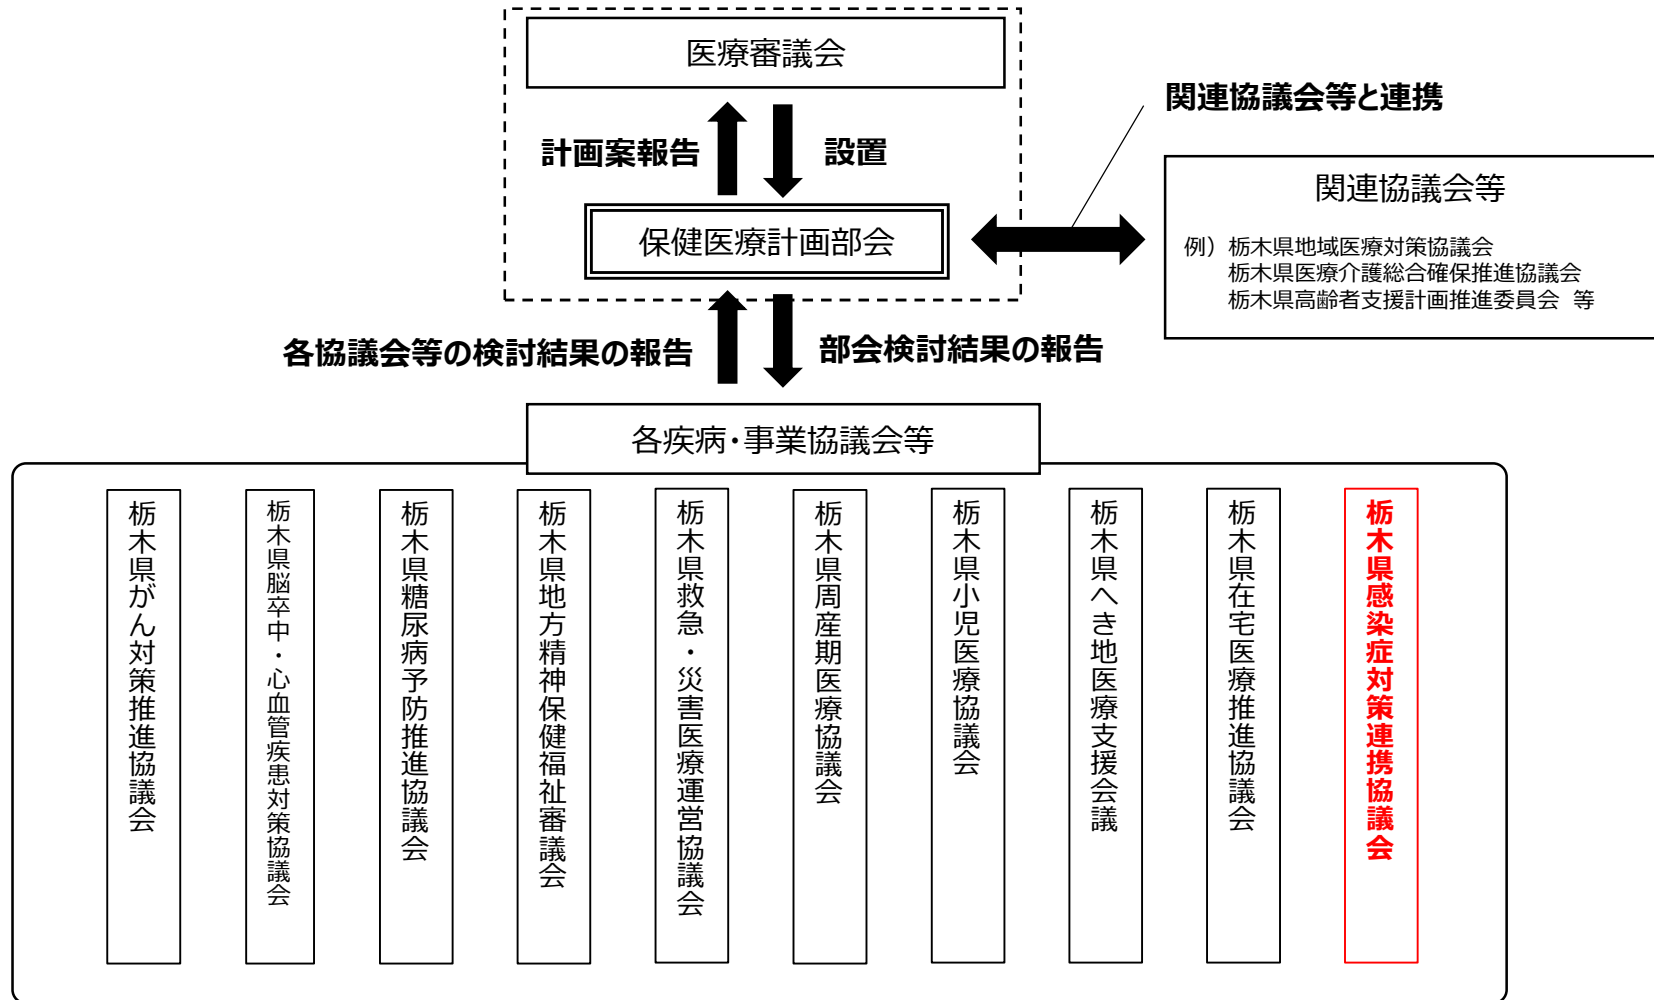 医療審議会
計画案報告
設置
関連協議会等と連携
保健医療計画部会
関連協議会等
例）栃木県地域医療対策協議会
栃木県医療介護総合確保推進協議会
栃木県高齢者支援計画推進委員会 等
各協議会等の検討結果の報告
部会検討結果の報告
各疾病・事業協議会等
栃木県がん対策推進協議会
栃木県脳卒中・心血管疾患対策協議会
栃木県糖尿病予防推進協議会
栃木県地方精神保健福祉審議会
栃木県救急・災害医療運営協議会
栃木県周産期医療協議会
栃木県小児医療協議会
栃木県へき地医療支援会議
栃木県在宅医療推進協議会
栃木県感染症対策連携協議会